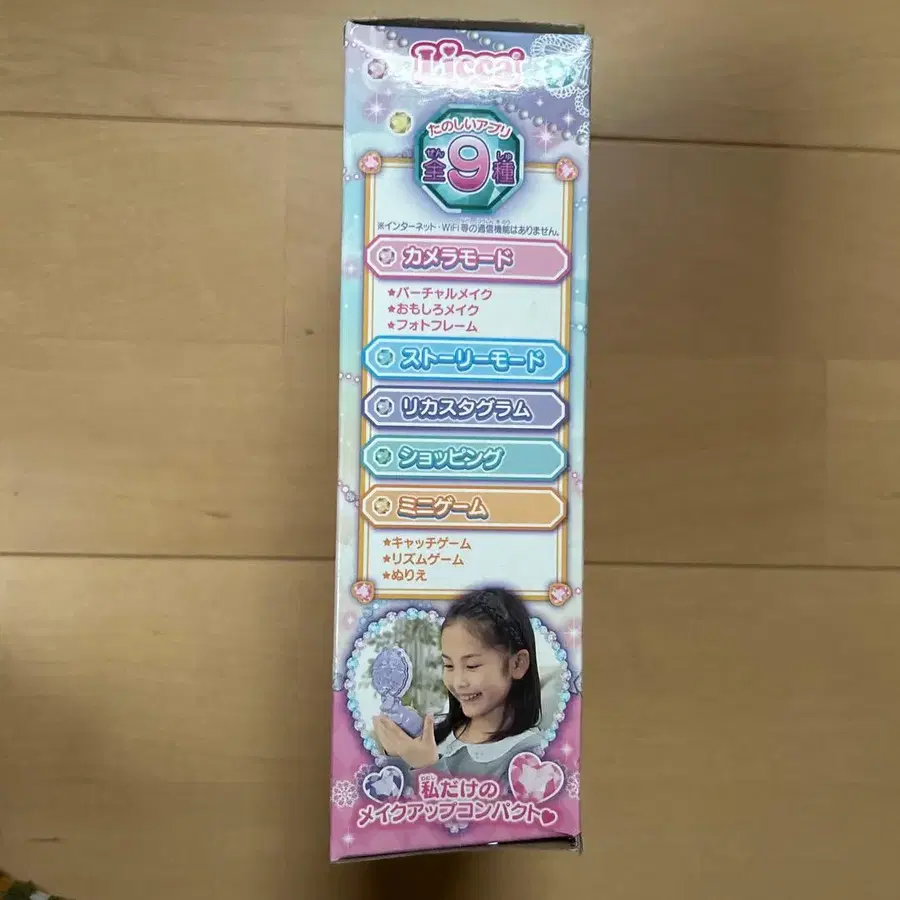 Licca
たのしいアプリ
全9種
※インターネット・WiFi等の通信機能はありません。
カメラモード
★バーチャルメイク
★おもしろメイク
★フォトフレーム
ストーリーモード
リカスタグラム
ショッピング
ミニゲーム
★キャッチゲーム
★リズムゲーム
★ぬりえ
私だけの
メイクアップコンパクト♥